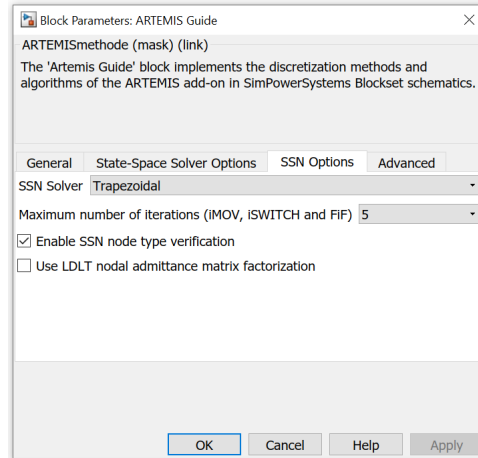 Block Parameters: ARTEMIS Guide
ARTEMISmethode (mask) (link)
The 'Artemis Guide' block implements the discretization methods and
algorithms of the ARTEMIS add-on in SimPowerSystems Blockset schematics.
General State-Space Solver Options SSN Options Advanced
SSN Solver Trapezoidal
Maximum number of iterations (iMOV, iSWITCH and FiF) 5
Enable SSN node type verification
Use LDLT nodal admittance matrix factorization
OK Cancel Help Apply